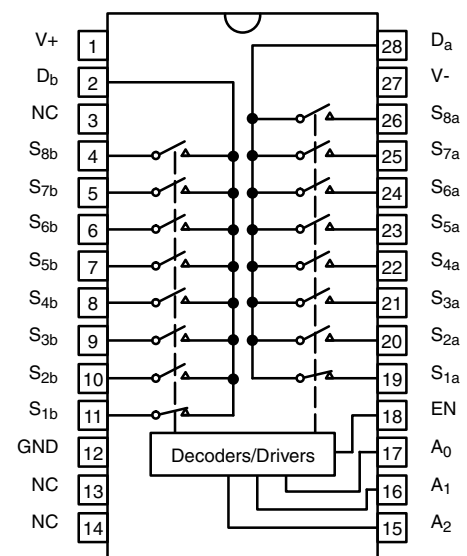 V+ 1 28 Da
Db 2 27 V-
NC 3 26 S8a
S8b 4 25 S7a
S7b 5 24 S6a
S6b 6 23 S5a
S5b 7 22 S4a
S4b 8 21 S3a
S3b 9 20 S2a
S2b 10 19 S1a
S1b 11 18 EN
GND 12 Decoders/Drivers 17 A0
NC 13 16 A1
NC 14 15 A2